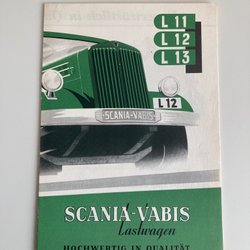 L 11
L 12
L 13
SCANIA-VABIS
L 12
SCANIA-VABIS
Lastwagen
HOCHWERTIG IN QUALITÄT